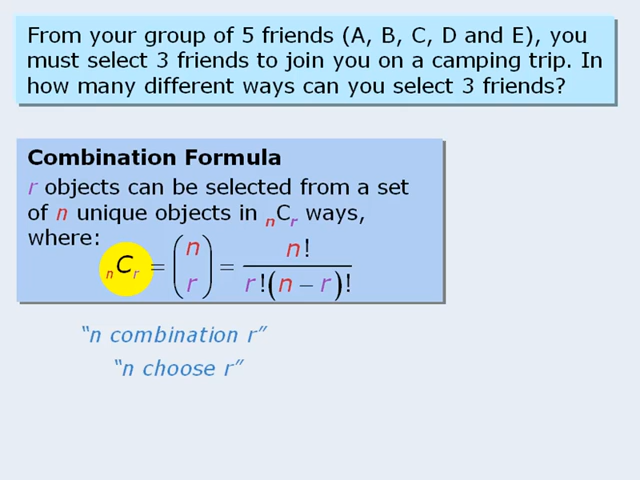 From your group of 5 friends (A, B, C, D and E), you
must select 3 friends to join you on a camping trip. In
how many different ways can you select 3 friends?
Combination Formula
r objects can be selected from a set
of n unique objects in nCr ways,
where:
nCr = (n r) = n! / r!(n – r)!
“n combination r”
“n choose r”